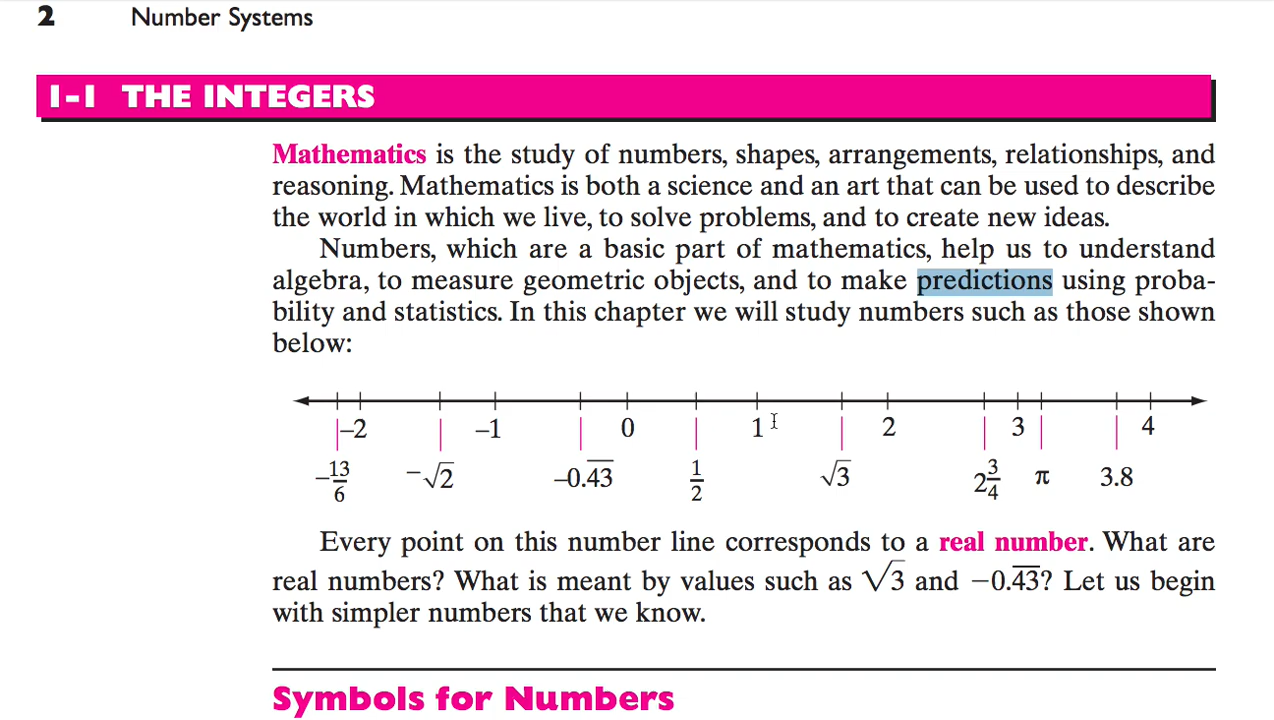 2 Number Systems
1-1 THE INTEGERS
Mathematics is the study of numbers, shapes, arrangements, relationships, and
reasoning. Mathematics is both a science and an art that can be used to describe
the world in which we live, to solve problems, and to create new ideas.
Numbers, which are a basic part of mathematics, help us to understand
algebra, to measure geometric objects, and to make predictions using proba-
bility and statistics. In this chapter we will study numbers such as those shown
below:
–2 –1 0 1 2 3 4
–13/6 –√2 –0.4̅3̅ 1/2 √3 2 3/4 π 3.8
Every point on this number line corresponds to a real number. What are
real numbers? What is meant by values such as √3 and −0.4̅3̅? Let us begin
with simpler numbers that we know.
Symbols for Numbers